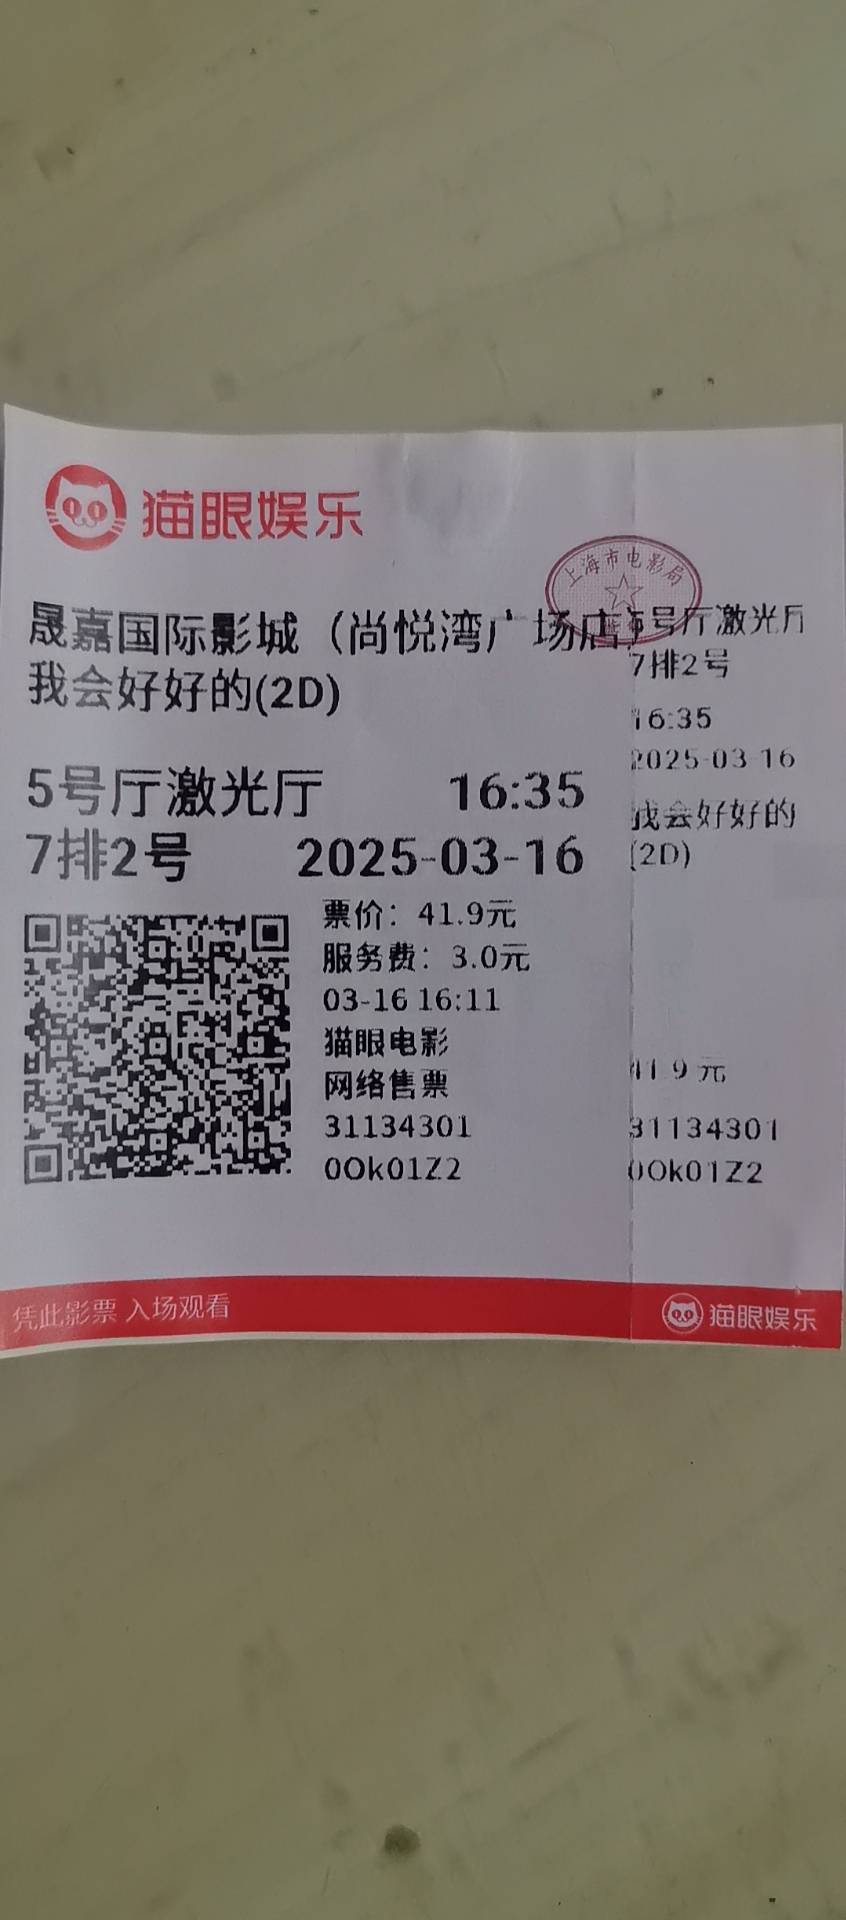 猫眼娱乐
上海市电影局
晟嘉国际影城（尚悦湾广场店）
我会好好的(2D)
5号厅激光厅 16:35
7排2号 2025-03-16
票价：41.9元
服务费：3.0元
03-16 16:11
猫眼电影
网络售票
31134301
0Ok01Z2
5号厅激光厅
7排2号
16:35
2025-03-16
我会好好的
(2D)
41.9元
31134301
0Ok01Z2
凭此影票 入场观看
猫眼娱乐